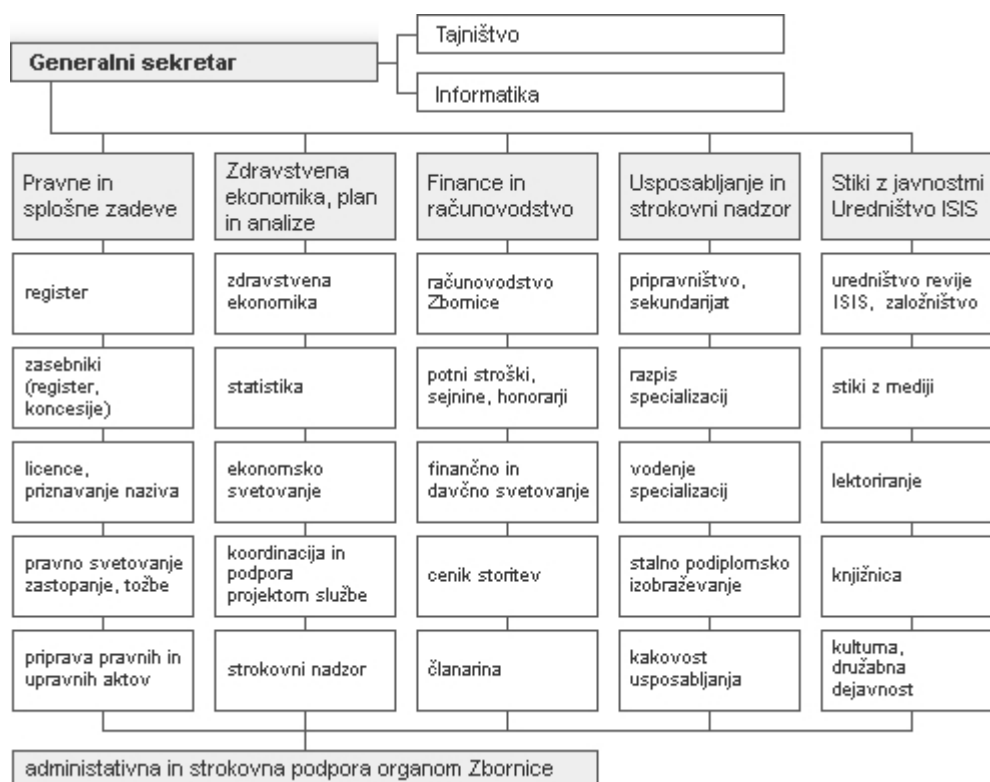 Tajništvo
Generalni sekretar
Informatika
Pravne in
splošne zadeve
Zdravstvena
ekonomika, plan
in analize
Finance in
računovodstvo
Usposabljanje in
strokovni nadzor
Stiki z javnostmi
Uredništvo ISIS
register
zdravstvena
ekonomika
računovodstvo
Zbornice
pripravništvo,
sekundarijat
uredništvo revije
ISIS, založništvo
zasebniki
(register,
koncesije)
statistika
potni stroški,
sejnine, honorarji
razpis
specializacij
stiki z mediji
licence,
priznavanje naziva
ekonomsko
svetovanje
finančno in
davčno svetovanje
vodenje
specializacij
lektoriranje
pravno svetovanje
zastopanje, tožbe
koordinacija in
podpora
projektom službe
cenik storitev
stalno podiplomsko
izobraževanje
knjižnica
priprava pravnih in
upravnih aktov
strokovni nadzor
članarina
kakovost
usposabljanja
kulturna,
družabna
dejavnost
administativna in strokovna podpora organom Zbornice